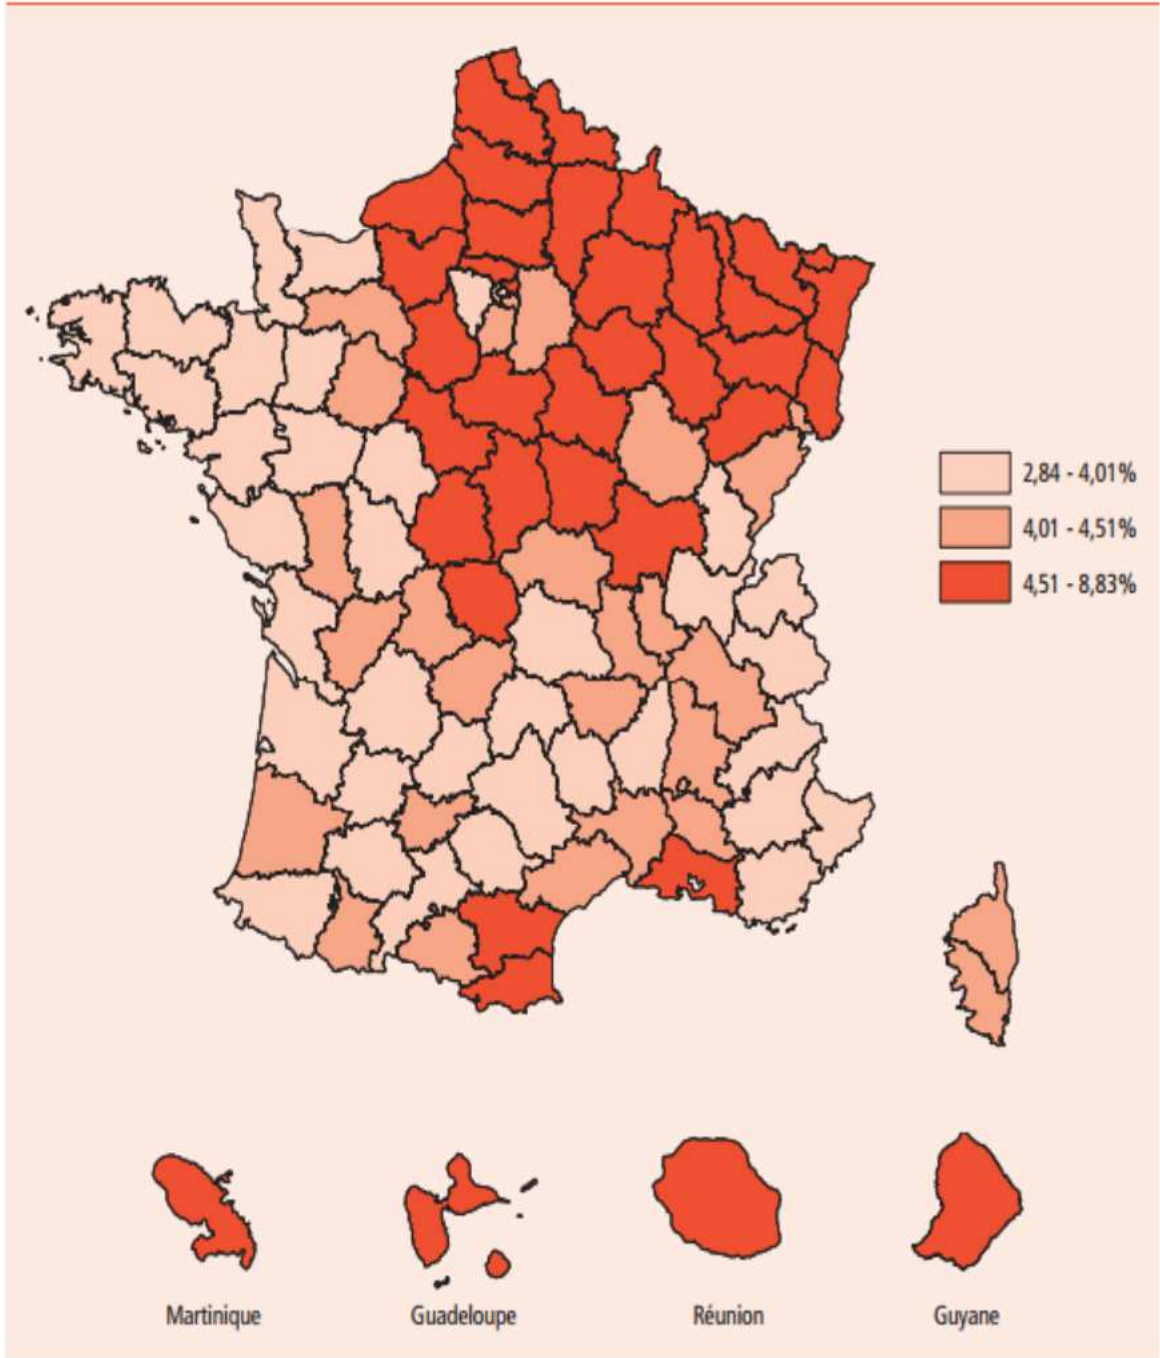 2,84 - 4,01%
4,01 - 4,51%
4,51 - 8,83%
Martinique
Guadeloupe
Réunion
Guyane